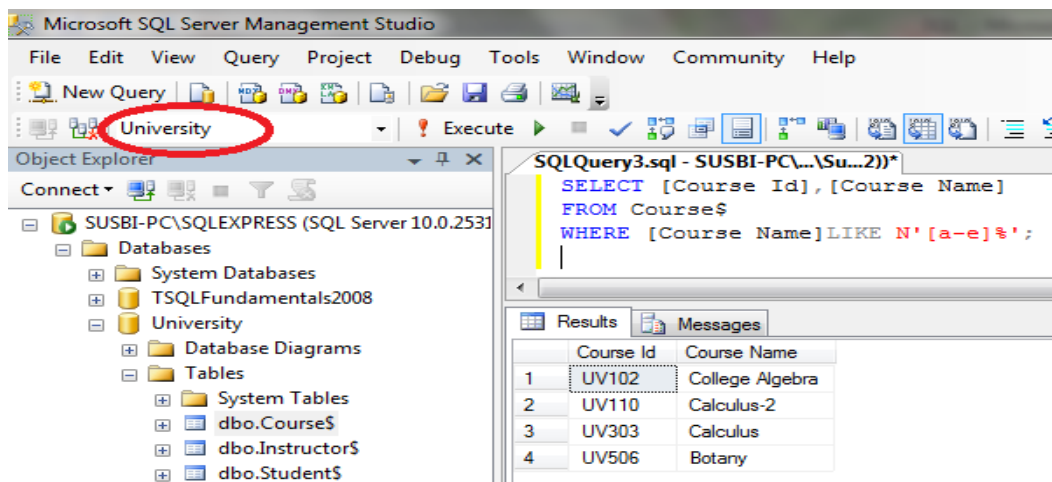 Microsoft SQL Server Management Studio
File Edit View Query Project Debug Tools Window Community Help
New Query
University Execute
Object Explorer
Connect
SUSBI-PC\SQLEXPRESS (SQL Server 10.0.2531
Databases
System Databases
TSQLFundamentals2008
University
Database Diagrams
Tables
System Tables
dbo.Course$
dbo.Instructor$
dbo.Student$
SQLQuery3.sql - SUSBI-PC\...\Su...2))*
SELECT [Course Id],[Course Name]
FROM Course$
WHERE [Course Name]LIKE N'[a-e]%';
Results Messages
Course Id Course Name
1 UV102 College Algebra
2 UV110 Calculus-2
3 UV303 Calculus
4 UV506 Botany